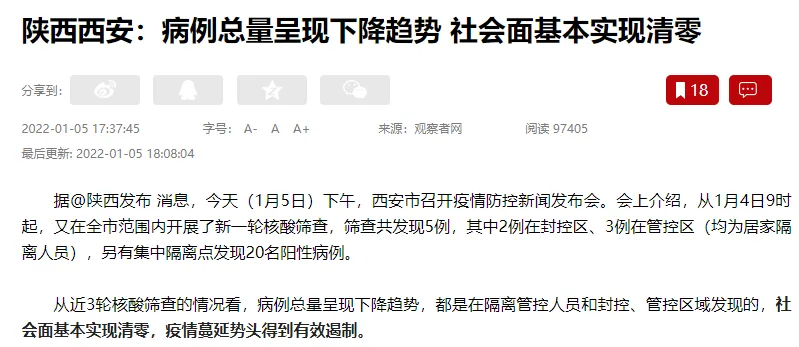 陕西西安：病例总量呈现下降趋势 社会面基本实现清零
分享到：
18
2022-01-05 17:37:45 字号： A- A A+ 来源：观察者网 阅读 97405
最后更新: 2022-01-05 18:08:04
据@陕西发布 消息，今天（1月5日）下午，西安市召开疫情防控新闻发布会。会上介绍，从1月4日9时
起，又在全市范围内开展了新一轮核酸筛查，筛查共发现5例，其中2例在封控区、3例在管控区（均为居家隔
离人员），另有集中隔离点发现20名阳性病例。
从近3轮核酸筛查的情况看，病例总量呈现下降趋势，都是在隔离管控人员和封控、管控区域发现的，社
会面基本实现清零，疫情蔓延势头得到有效遏制。